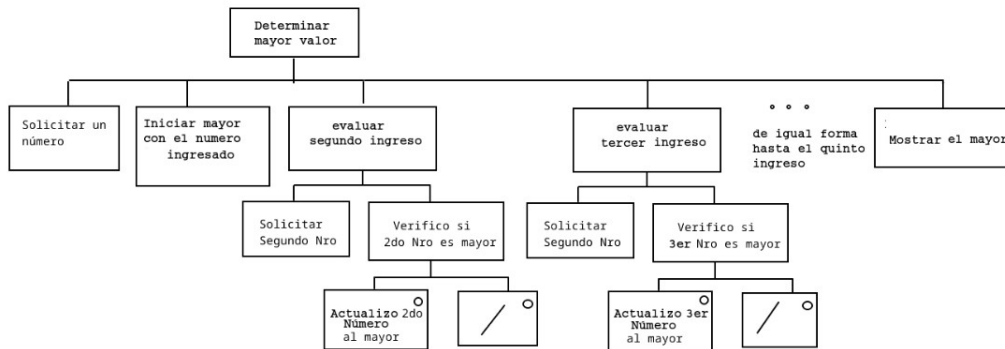 Determinar
mayor valor
Solicitar un
número
Iniciar mayor
con el numero
ingresado
evaluar
segundo ingreso
evaluar
tercer ingreso
de igual forma
hasta el quinto
ingreso
Mostrar el mayor
Solicitar
Segundo Nro
Verifico si
2do Nro es mayor
Solicitar
Segundo Nro
Verifico si
3er Nro es mayor
Actualizo 2do
Número
al mayor
Actualizo 3er
Número
al mayor